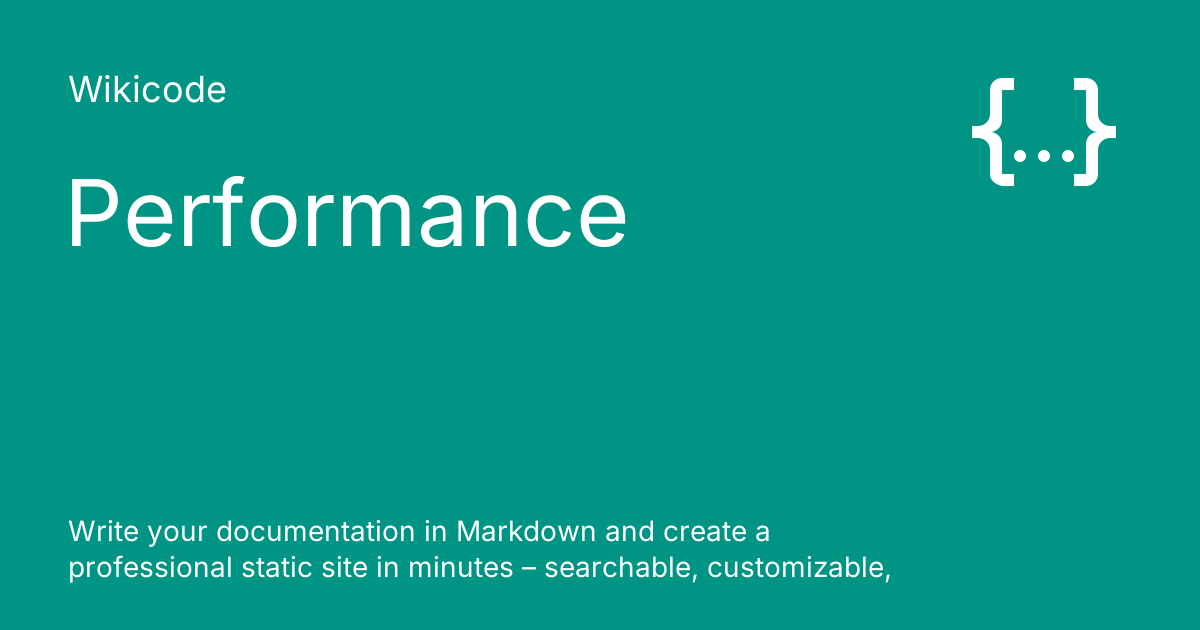 Wikicode
{...}
Performance
Write your documentation in Markdown and create a
professional static site in minutes – searchable, customizable,